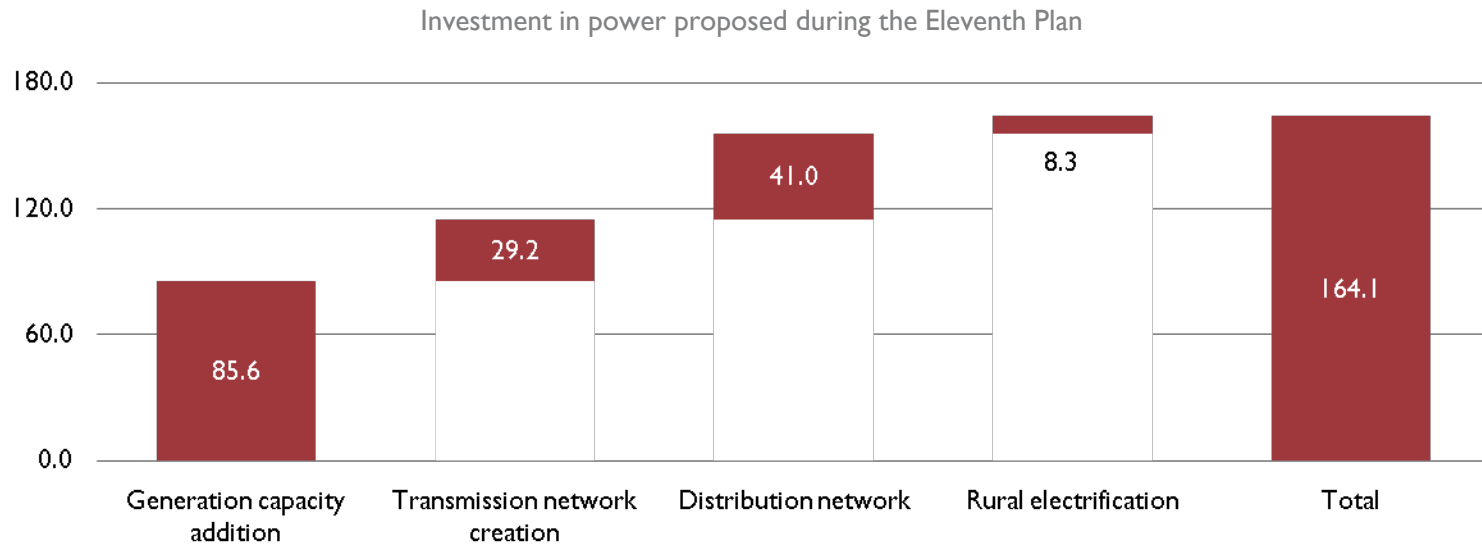 Investment in power proposed during the Eleventh Plan
180.0
120.0
60.0
0.0
85.6
29.2
41.0
8.3
164.1
Generation capacity
addition
Transmission network
creation
Distribution network
Rural electrification
Total